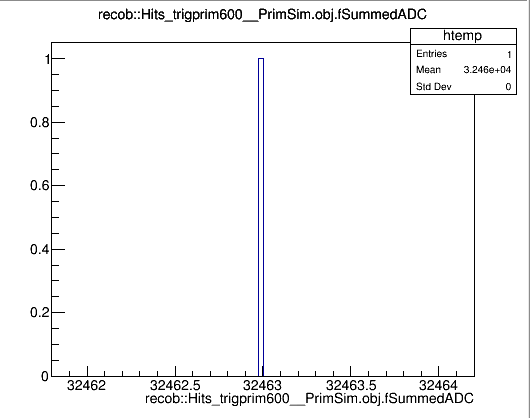 recob::Hits_trigprim600__PrimSim.obj.fSummedADC
htemp
Entries 1
Mean 3.246e+04
Std Dev 0
1
0.8
0.6
0.4
0.2
0
32462 32462.5 32463 32463.5 32464
recob::Hits_trigprim600__PrimSim.obj.fSummedADC